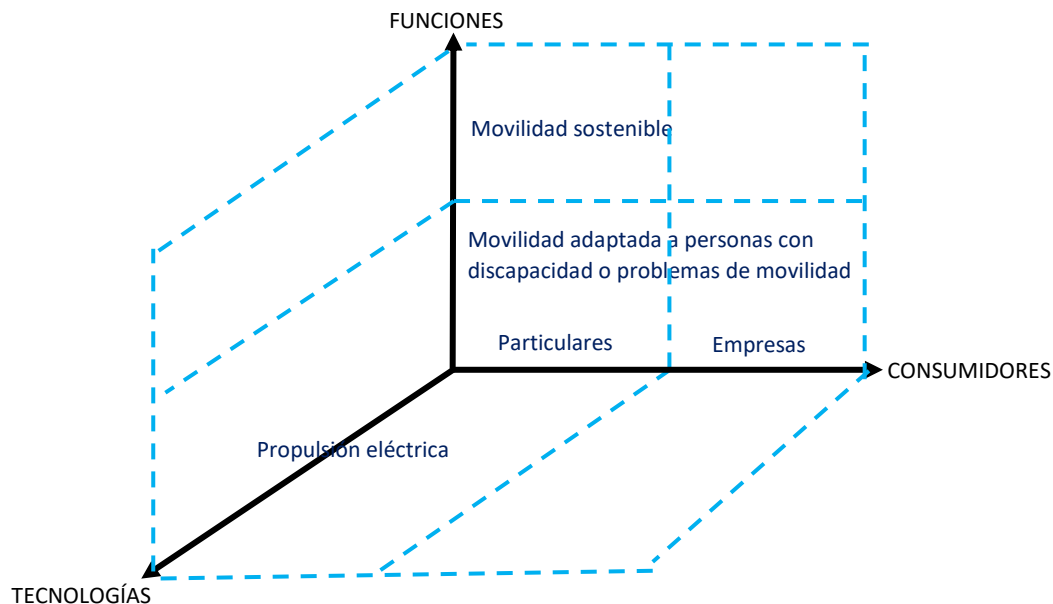 FUNCIONES
Movilidad sostenible
Movilidad adaptada a personas con
discapacidad o problemas de movilidad
Particulares
Empresas
CONSUMIDORES
Propulsión eléctrica
TECNOLOGÍAS